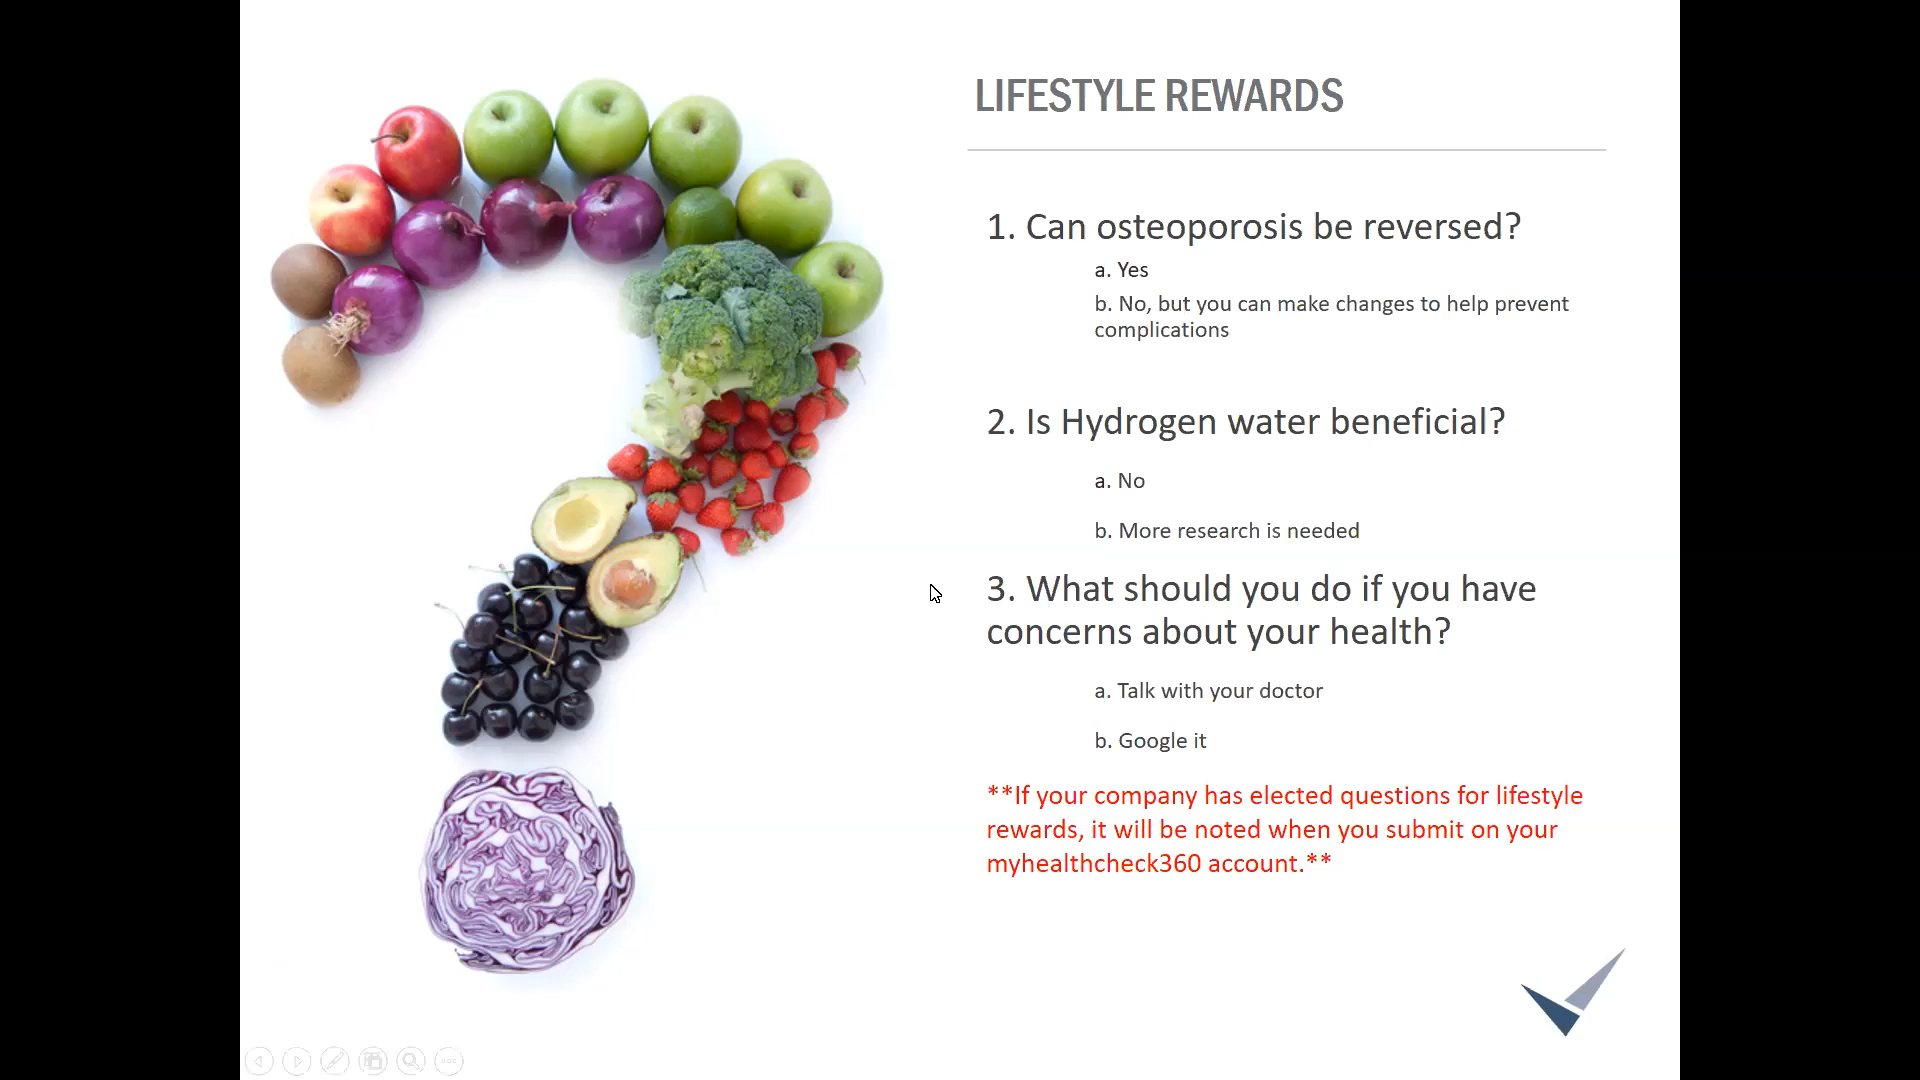 LIFESTYLE REWARDS
1. Can osteoporosis be reversed?
a. Yes
b. No, but you can make changes to help prevent
complications
2. Is Hydrogen water beneficial?
a. No
b. More research is needed
3. What should you do if you have
concerns about your health?
a. Talk with your doctor
b. Google it
**If your company has elected questions for lifestyle
rewards, it will be noted when you submit on your
myhealthcheck360 account.**